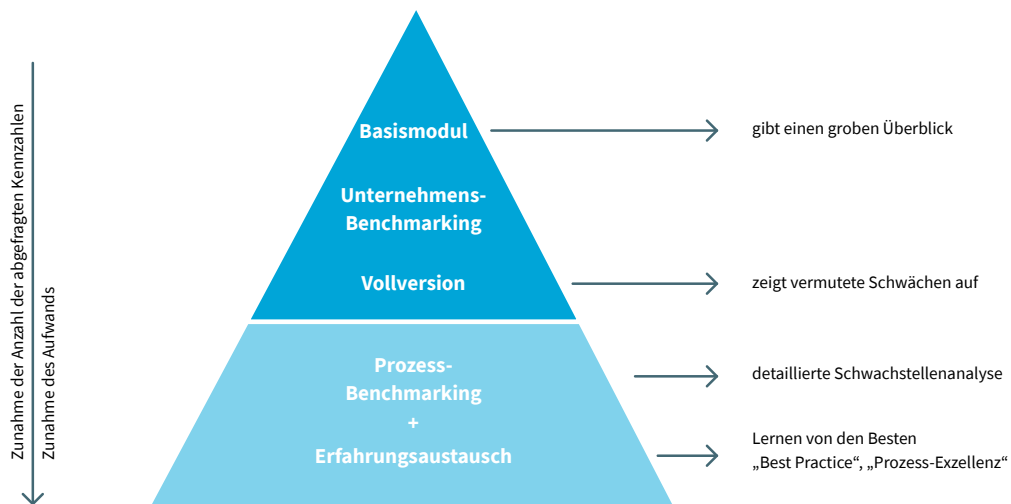 Zunahme der Anzahl der abgefragten Kennzahlen
Zunahme des Aufwands
Basismodul
gibt einen groben Überblick
Unternehmens-
Benchmarking
Vollversion
zeigt vermutete Schwächen auf
Prozess-
Benchmarking
+
Erfahrungsaustausch
detaillierte Schwachstellenanalyse
Lernen von den Besten
„Best Practice“, „Prozess-Exzellenz“